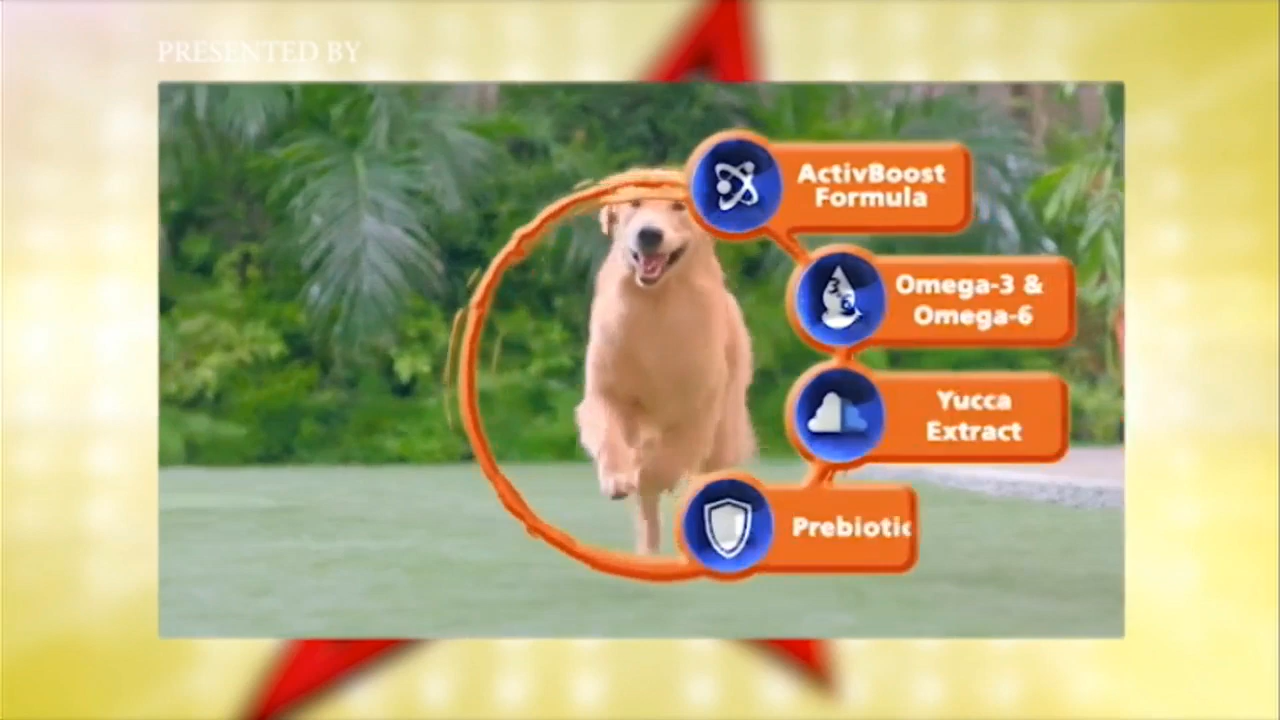 PRESENTED BY
ActivBoost
Formula
Omega-3 &
Omega-6
Yucca
Extract
Prebiotic